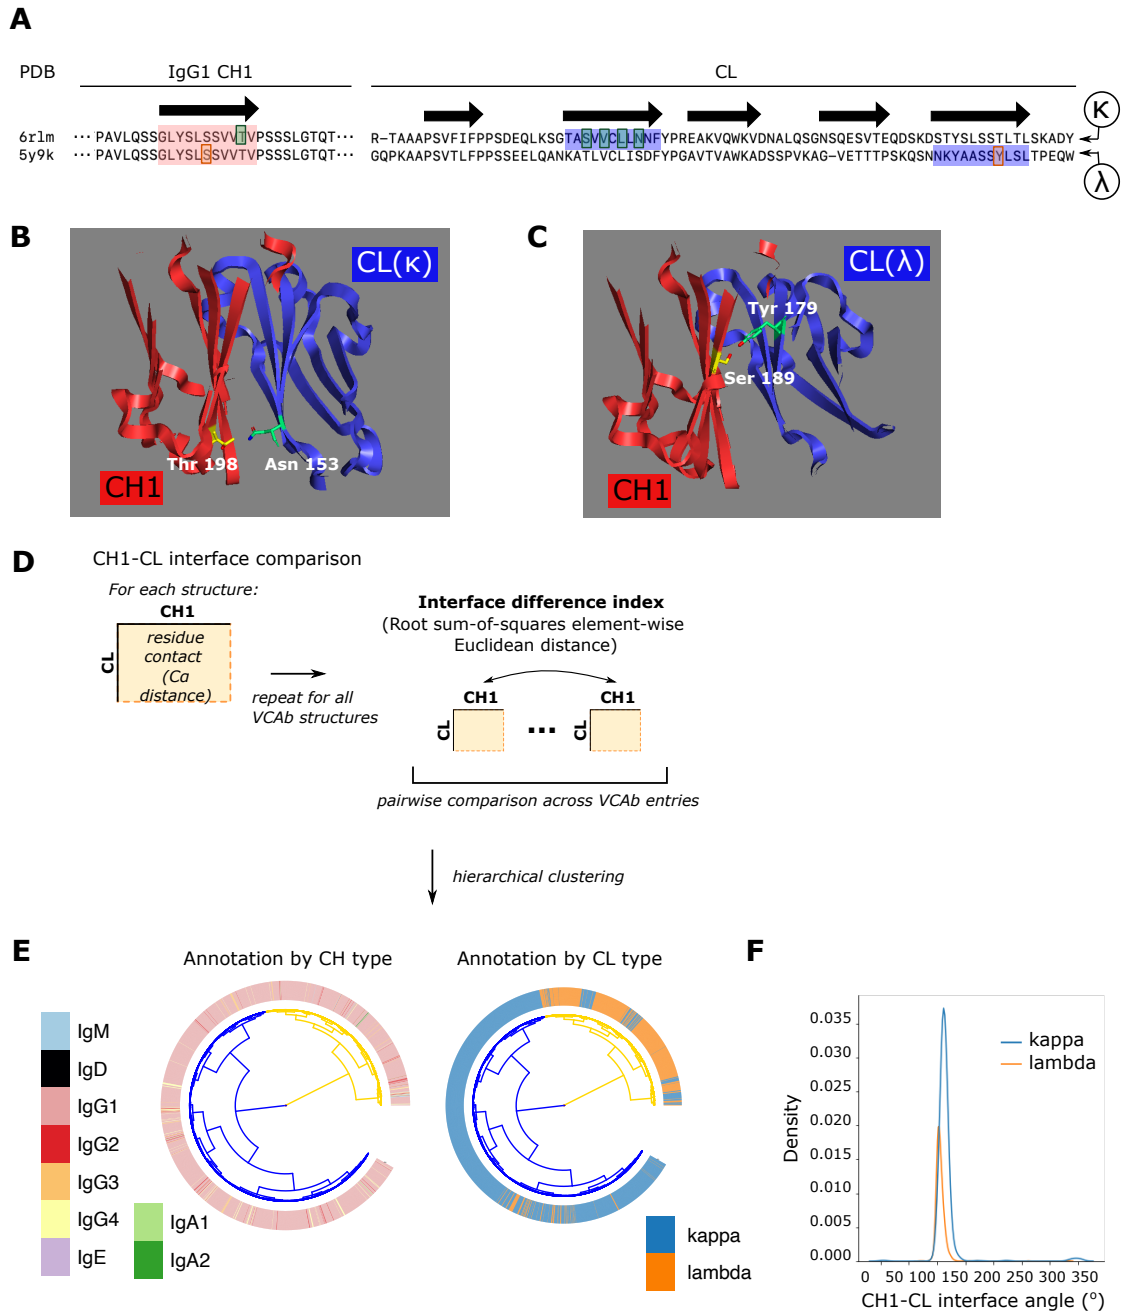 A
PDB
IgG1 CH1
CL
6rlm
··· PAVLQSSGLYSLSSVVTVPSSSLGTQT···
R–TAAAPSVFIFPPSDEQLKSGTASVVCLLNNFYPREAKVQWKVDNALQSGNSQESVTEQDSKDSTYSLSSTLTLSKADY
κ
5y9k
··· PAVLQSSGLYSLSSVVTVPSSSLGTQT···
GQPKAAPSVTLFPPSSEELQANKATLVCLISDFYPGAVTVAWKADSSPVKAG–VETTTPSKQSNNKYAASSYLSLTPEQW
λ
B
CL(κ)
Thr 198
Asn 153
CH1
C
CL(λ)
Tyr 179
Ser 189
CH1
D
CH1-CL interface comparison
For each structure:
CH1
CL
residue
contact
(Cα
distance)
repeat for all
VCAb structures
Interface difference index
(Root sum-of-squares element-wise
Euclidean distance)
CH1
CL
...
CH1
CL
pairwise comparison across VCAb entries
hierarchical clustering
E
Annotation by CH type
IgM
IgD
IgG1
IgG2
IgG3
IgG4
IgE
IgA1
IgA2
Annotation by CL type
kappa
lambda
F
Density
0.035
0.030
0.025
0.020
0.015
0.010
0.005
0.000
kappa
lambda
0 50 100 150 200 250 300 350
CH1-CL interface angle (°)